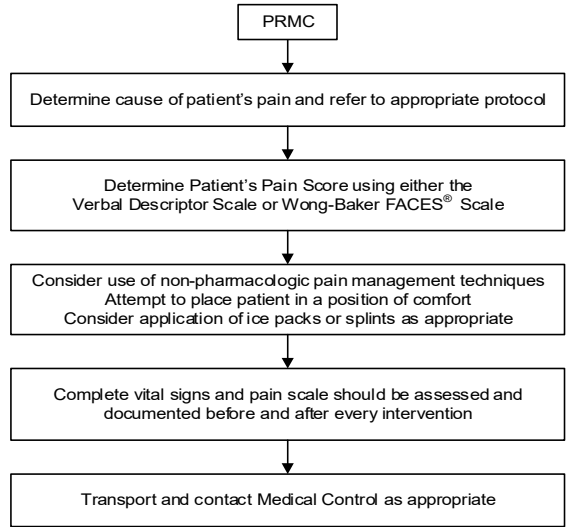 PRMC
Determine cause of patient's pain and refer to appropriate protocol
Determine Patient's Pain Score using either the
Verbal Descriptor Scale or Wong-Baker FACES® Scale
Consider use of non-pharmacologic pain management techniques
Attempt to place patient in a position of comfort
Consider application of ice packs or splints as appropriate
Complete vital signs and pain scale should be assessed and
documented before and after every intervention
Transport and contact Medical Control as appropriate